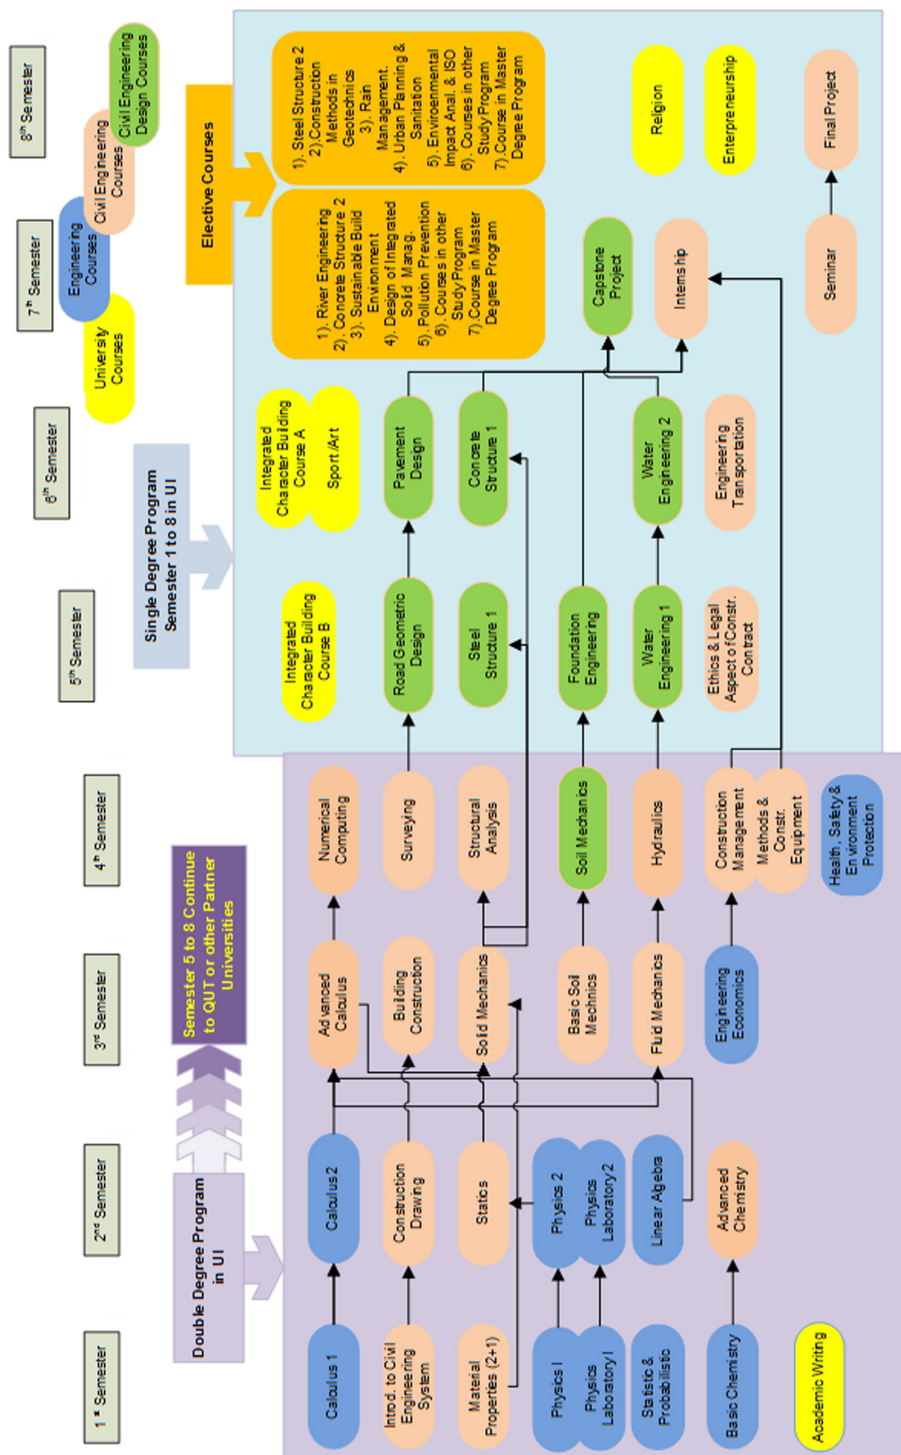 1st Semester
2nd Semester
3rd Semester
4th Semester
5th Semester
6th Semester
7th Semester
8th Semester
University
Courses
Engineering
Courses
Civil Engineering
Courses
Civil Engineering
Design Courses
Double Degree Program
in UI
Semester 5 to 8 Continue
to QUT or other Partner
Universities
Single Degree Program
Semester 1 to 8 in UI
Elective Courses
Calculus 1
Introd. to Civil
Engineering
System
Material
Properties (2+1)
Physics I
Physics
Laboratory I
Statistic &
Probabilistic
Basic Chemistry
Academic Writing
Calculus 2
Construction
Drawing
Statics
Physics 2
Physics
Laboratory 2
Linear Algebra
Advanced
Chemistry
Advanced
Calculus
Building
Construction
Solid Mechanics
Basic Soil
Mechnics
Fluid Mechanics
Engineering
Economics
Numerical
Computing
Surveying
Structural
Analysis
Soil Mechanics
Hydraulics
Construction
Management
Methods &
Constr.
Equipment
Health, Safety &
Environment
Protection
Integrated
Character Building
Course B
Road Geometric
Design
Steel
Structure 1
Foundation
Engineering
Water
Engineering 1
Ethics & Legal
Aspect of Constr.
Contract
Integrated
Character Building
Course A
Sport /Art
Pavement
Design
Concrete
Structure 1
Water
Engineering 2
Engineering
Transportation
1). River Engineering
2). Concrete Structure 2
3). Sustainable Build
Environment
4). Design of Integrated
Solid Manag.
5). Pollution Prevention
6). Courses in other
Study Program
7).Course in Master
Degree Program
Capstone
Project
Internship
Seminar
1). Steel Structure 2
2).Construction
Methods in
Geotechnics
3). Rain
Management.
4). Urban Planning &
Sanitation
5). Enviroenmental
Impact Anal. & ISO
6). Courses in other
Study Program
7).Course in Master
Degree Program
Religion
Enterpreneurship
Final Project